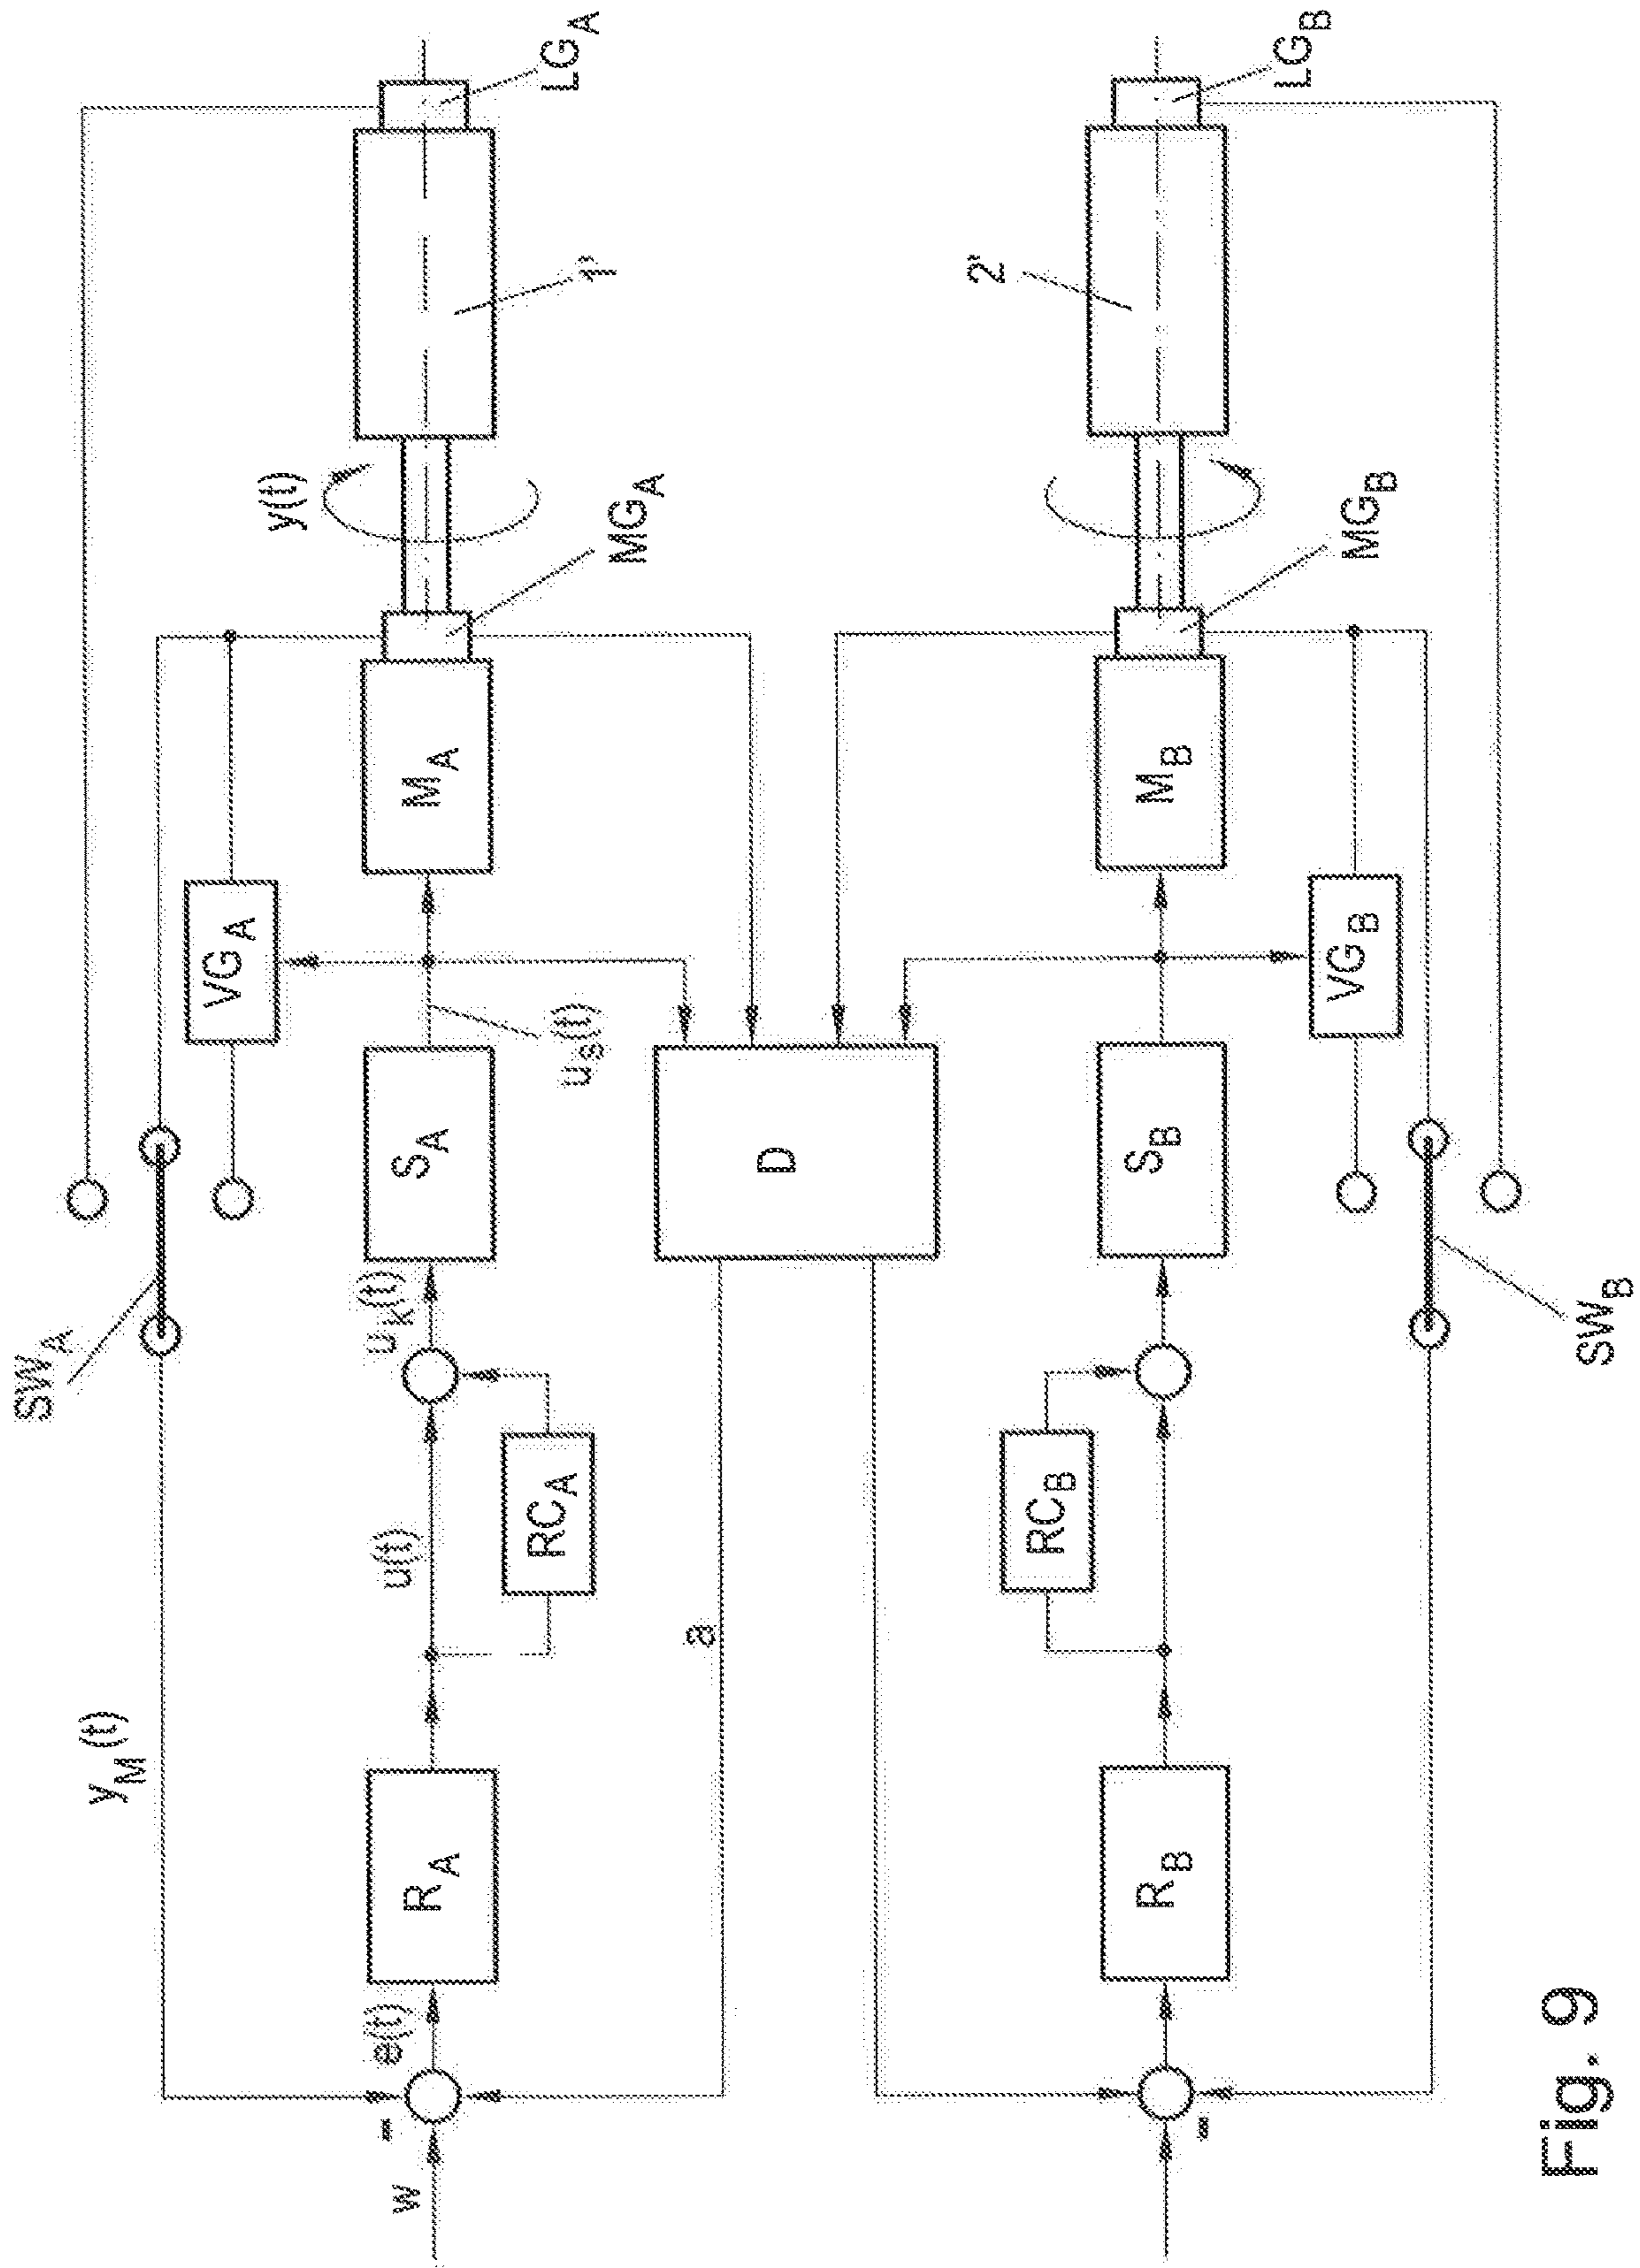 SW_A
LG_A
y_M(t)
VG_A
y(t)
w
-
e(t)
R_A
u(t)
u_K(t)
S_A
M_A
1'
RC_A
u_s(t)
MG_A
a
D
RC_B
2'
-
R_B
S_B
M_B
LG_B
VG_B
MG_B
SW_B
Fig. 9